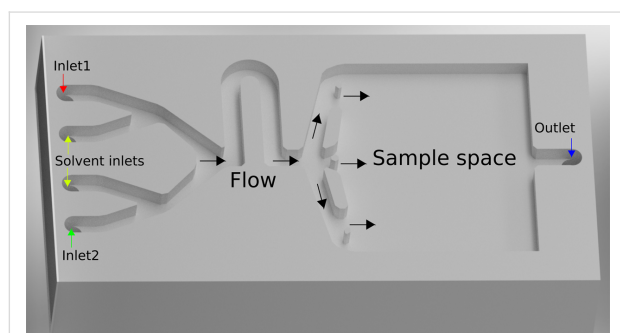 Inlet1
Solvent inlets
Inlet2
Flow
Sample space
Outlet